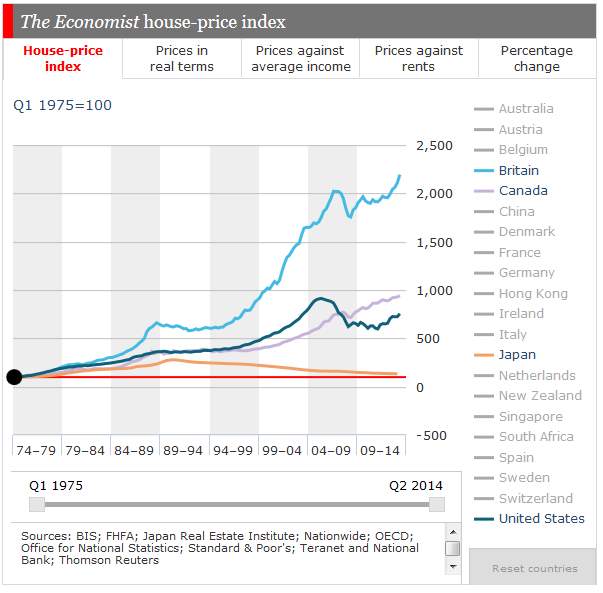 The Economist house-price index
House-price
index
Prices in
real terms
Prices against
average income
Prices against
rents
Percentage
change
Q1 1975=100
2,500
2,000
1,500
1,000
500
0
-500
74–79 79–84 84–89 89–94 94–99 99–04 04–09 09–14
Australia
Austria
Belgium
Britain
Canada
China
Denmark
France
Germany
Hong Kong
Ireland
Italy
Japan
Netherlands
New Zealand
Singapore
South Africa
Spain
Sweden
Switzerland
United States
Q1 1975
Q2 2014
Sources: BIS; FHFA; Japan Real Estate Institute; Nationwide; OECD;
Office for National Statistics; Standard & Poor's; Teranet and National
Bank; Thomson Reuters
Reset countries